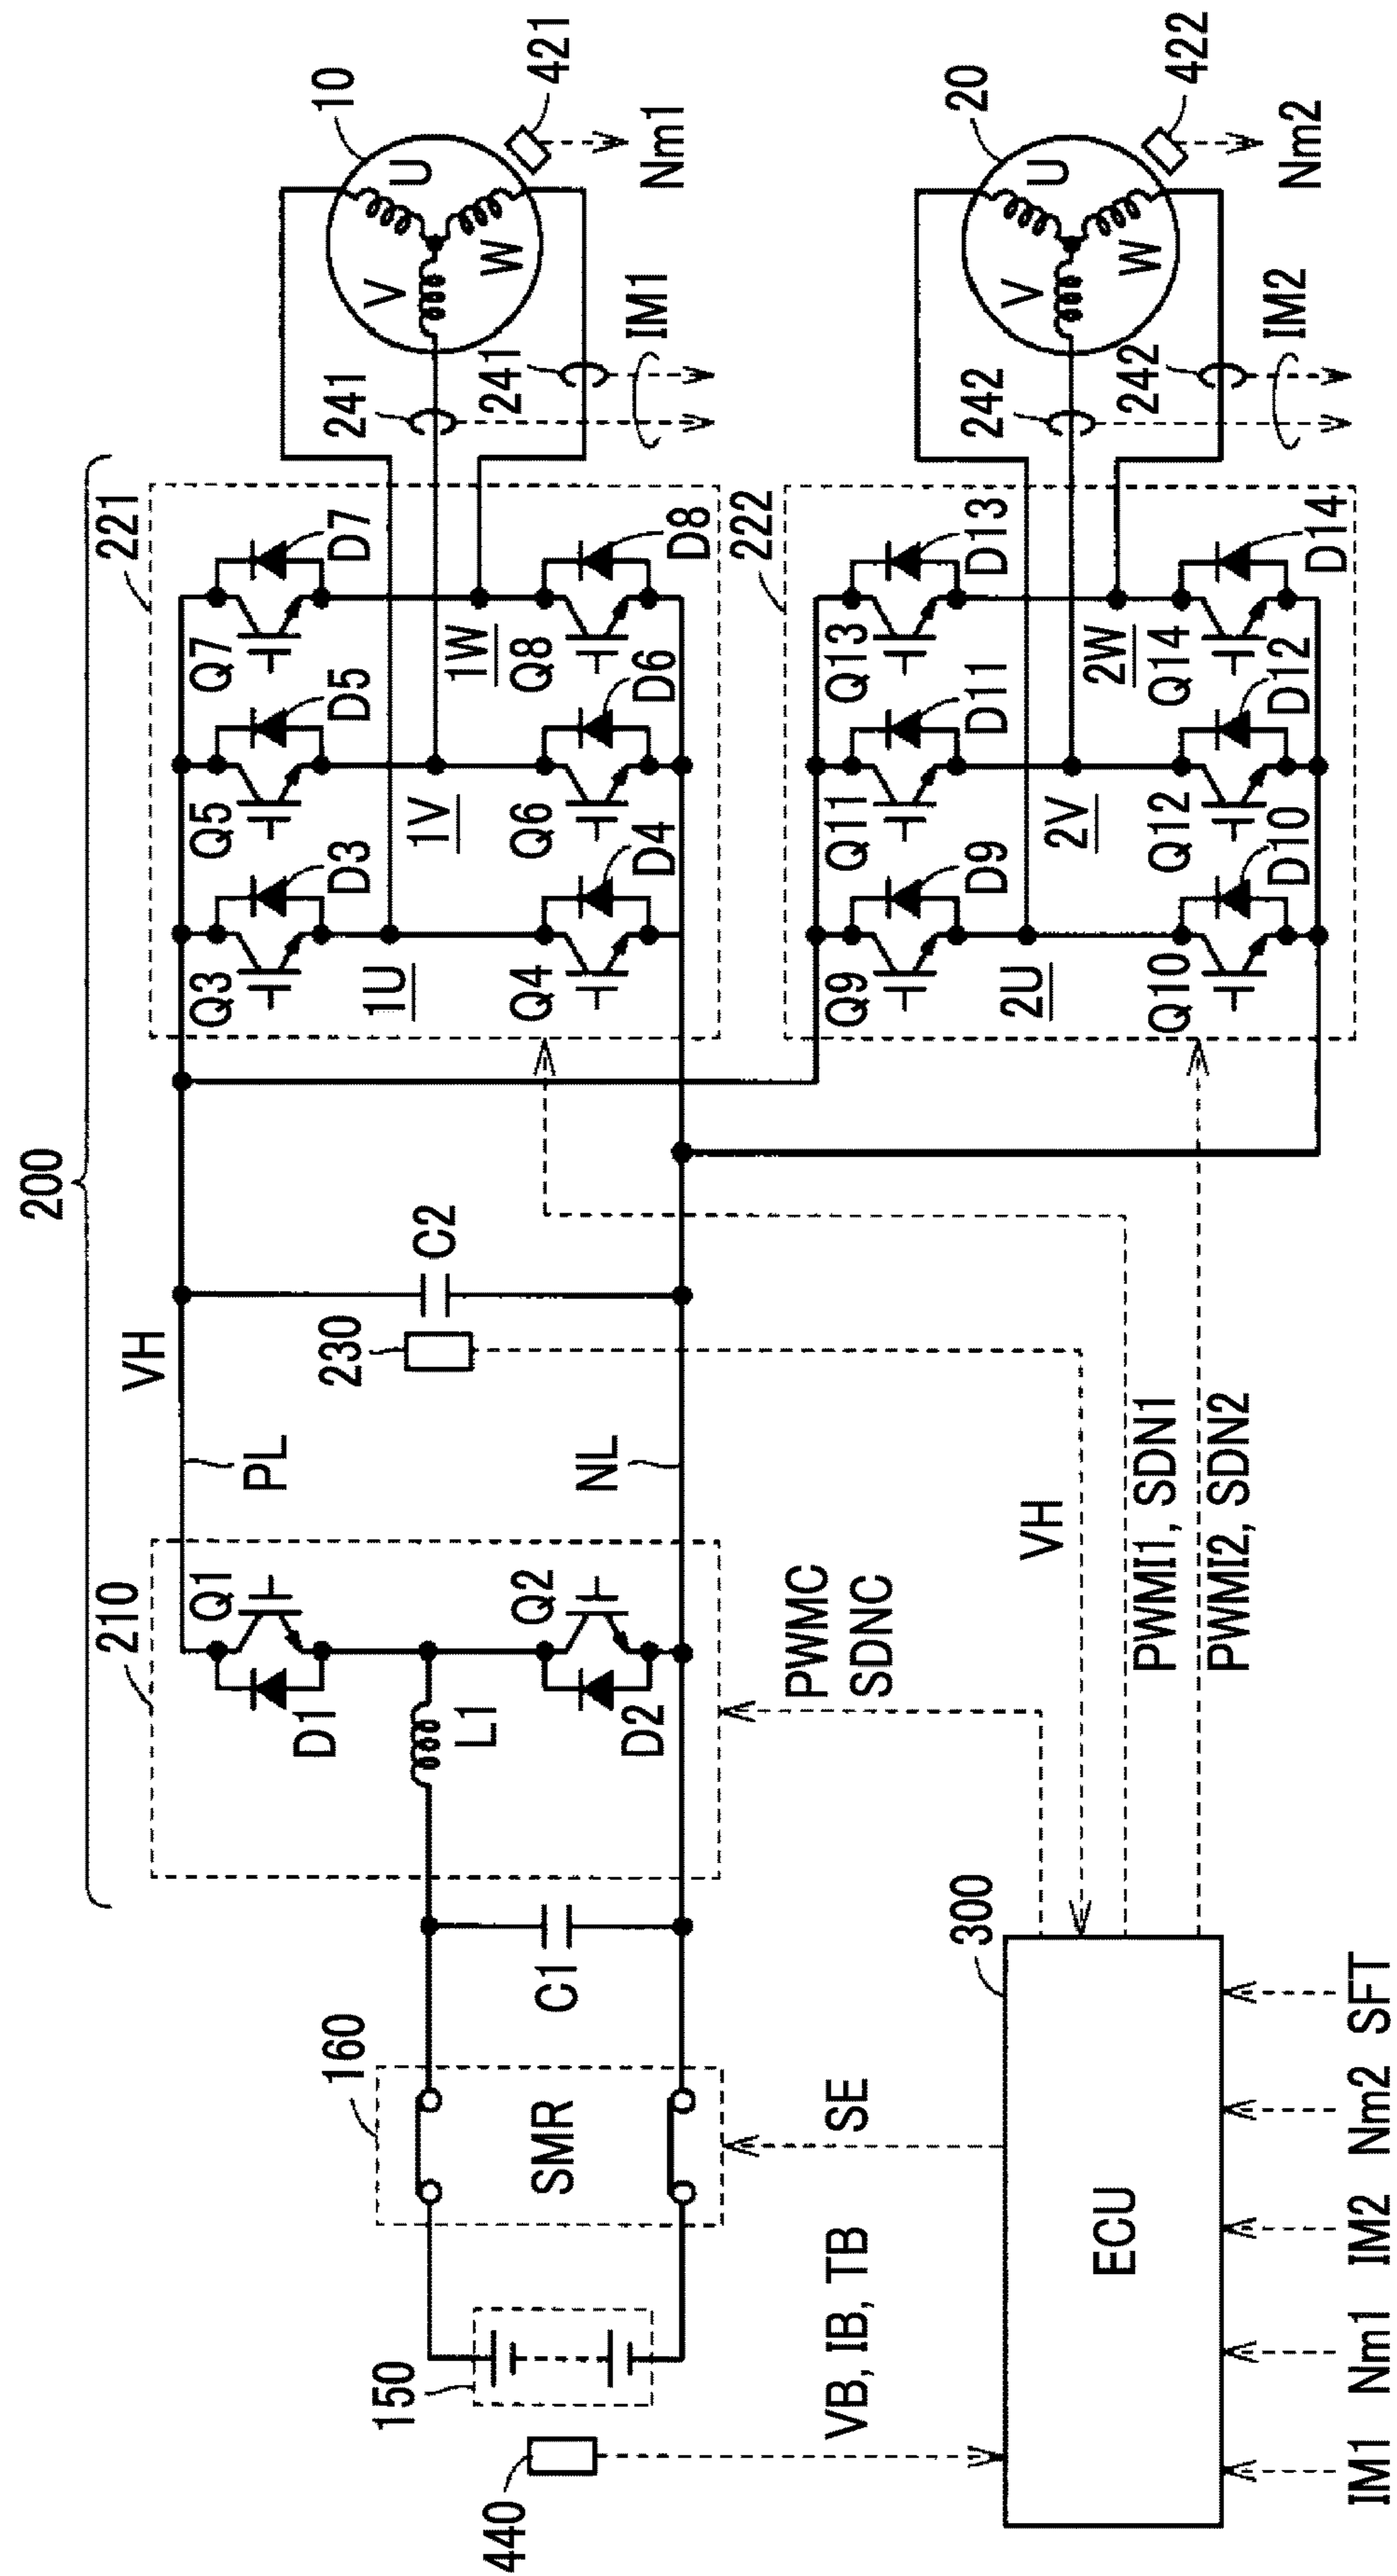 200
210
VH
221
10
421
Nm1
Q1
D1
Q3
D3
Q5
D5
Q7
D7
U
V
W
PL
230
C2
241
241
IM1
160
L1
1U
1V
1W
SMR
C1
Q2
D2
NL
Q4
D4
Q6
D6
Q8
D8
150
440
222
20
422
Nm2
VB, IB, TB
SE
PWMC
SDNC
Q9
D9
Q11
D11
Q13
D13
U
V
W
242
242
IM2
300
VH
2U
2V
2W
ECU
PWMI1, SDN1
PWMI2, SDN2
Q10
D10
Q12
D12
Q14
D14
IM1
Nm1
IM2
Nm2
SFT